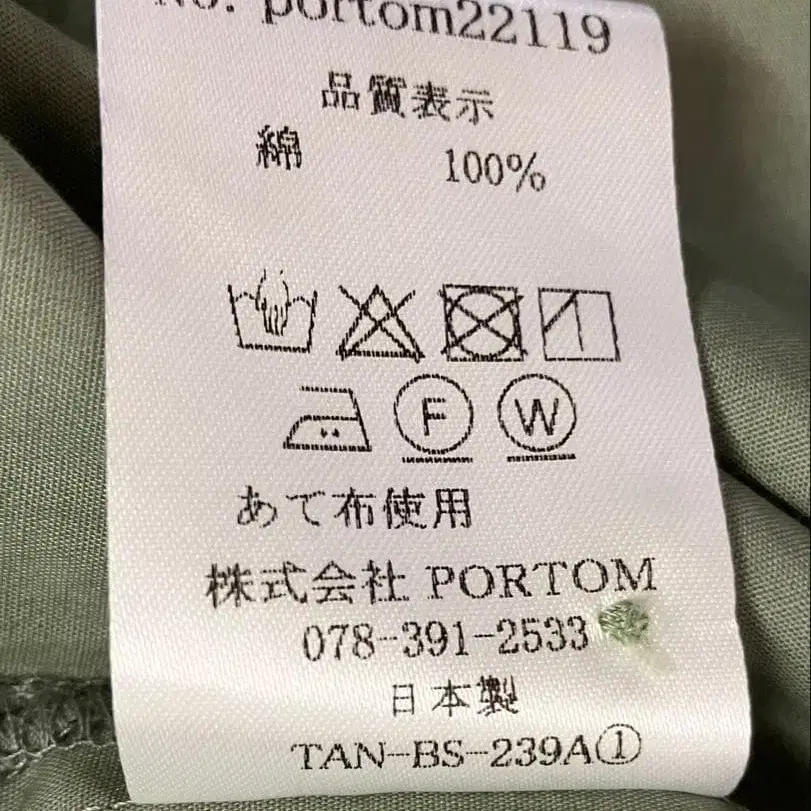 No. portom22119
品質表示
綿 100%
F W
あて布使用
株式会社 PORTOM
078-391-2533
日本製
TAN-BS-239A①